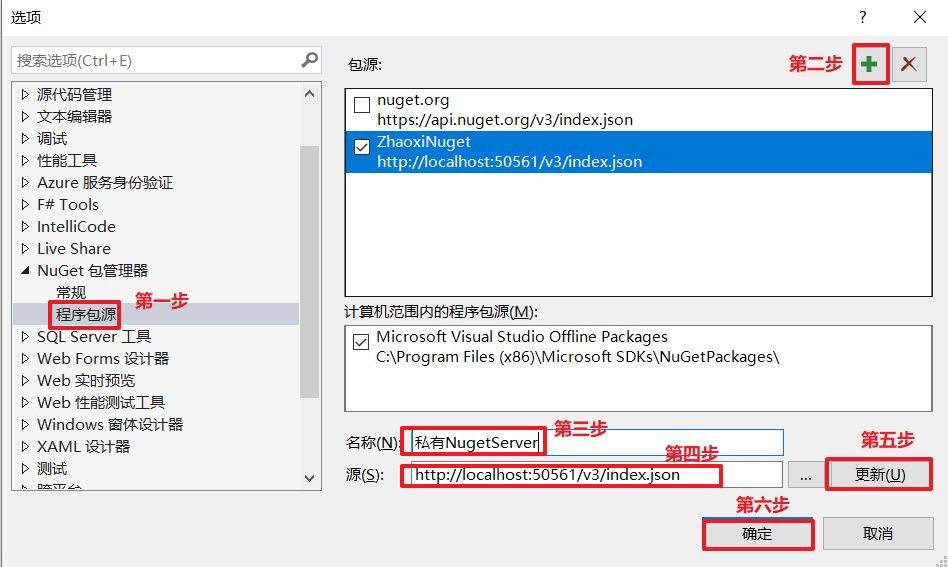 选项
?
搜索选项(Ctrl+E)
源代码管理
文本编辑器
调试
性能工具
Azure 服务身份验证
F# Tools
IntelliCode
Live Share
NuGet 包管理器
常规
程序包源
第一步
SQL Server 工具
Web Forms 设计器
Web 实时预览
Web 性能测试工具
Windows 窗体设计器
XAML 设计器
测试
跨平台
包源:
第二步
nuget.org
https://api.nuget.org/v3/index.json
ZhaoxiNuget
http://localhost:50561/v3/index.json
计算机范围内的程序包源(M):
Microsoft Visual Studio Offline Packages
C:\Program Files (x86)\Microsoft SDKs\NuGetPackages\
名称(N):
私有NugetServer
第三步
源(S):
http://localhost:50561/v3/index.json
第四步
...
第五步
更新(U)
第六步
确定
取消